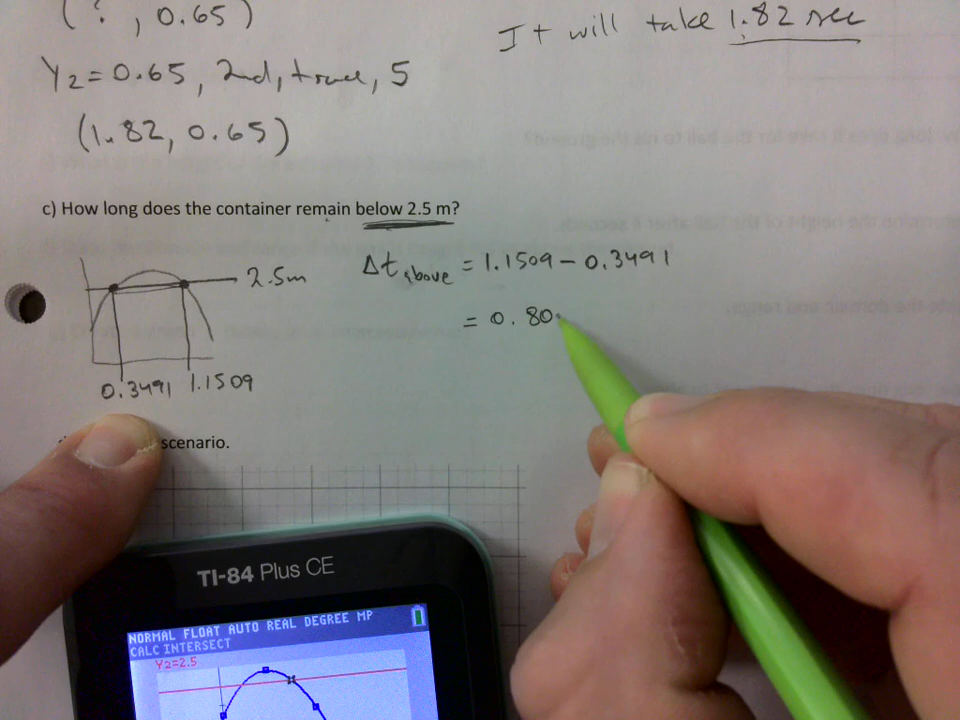 (?, 0.65)
It will take 1.82 sec
Y2 = 0.65, 2nd, trace, 5
(1.82, 0.65)
c) How long does the container remain below 2.5 m?
2.5m
Δt above = 1.1509 - 0.3491
= 0.80
0.3491 1.1509
scenario.
TI-84 Plus CE
NORMAL FLOAT AUTO REAL DEGREE MP
CALC INTERSECT
Y2=2.5